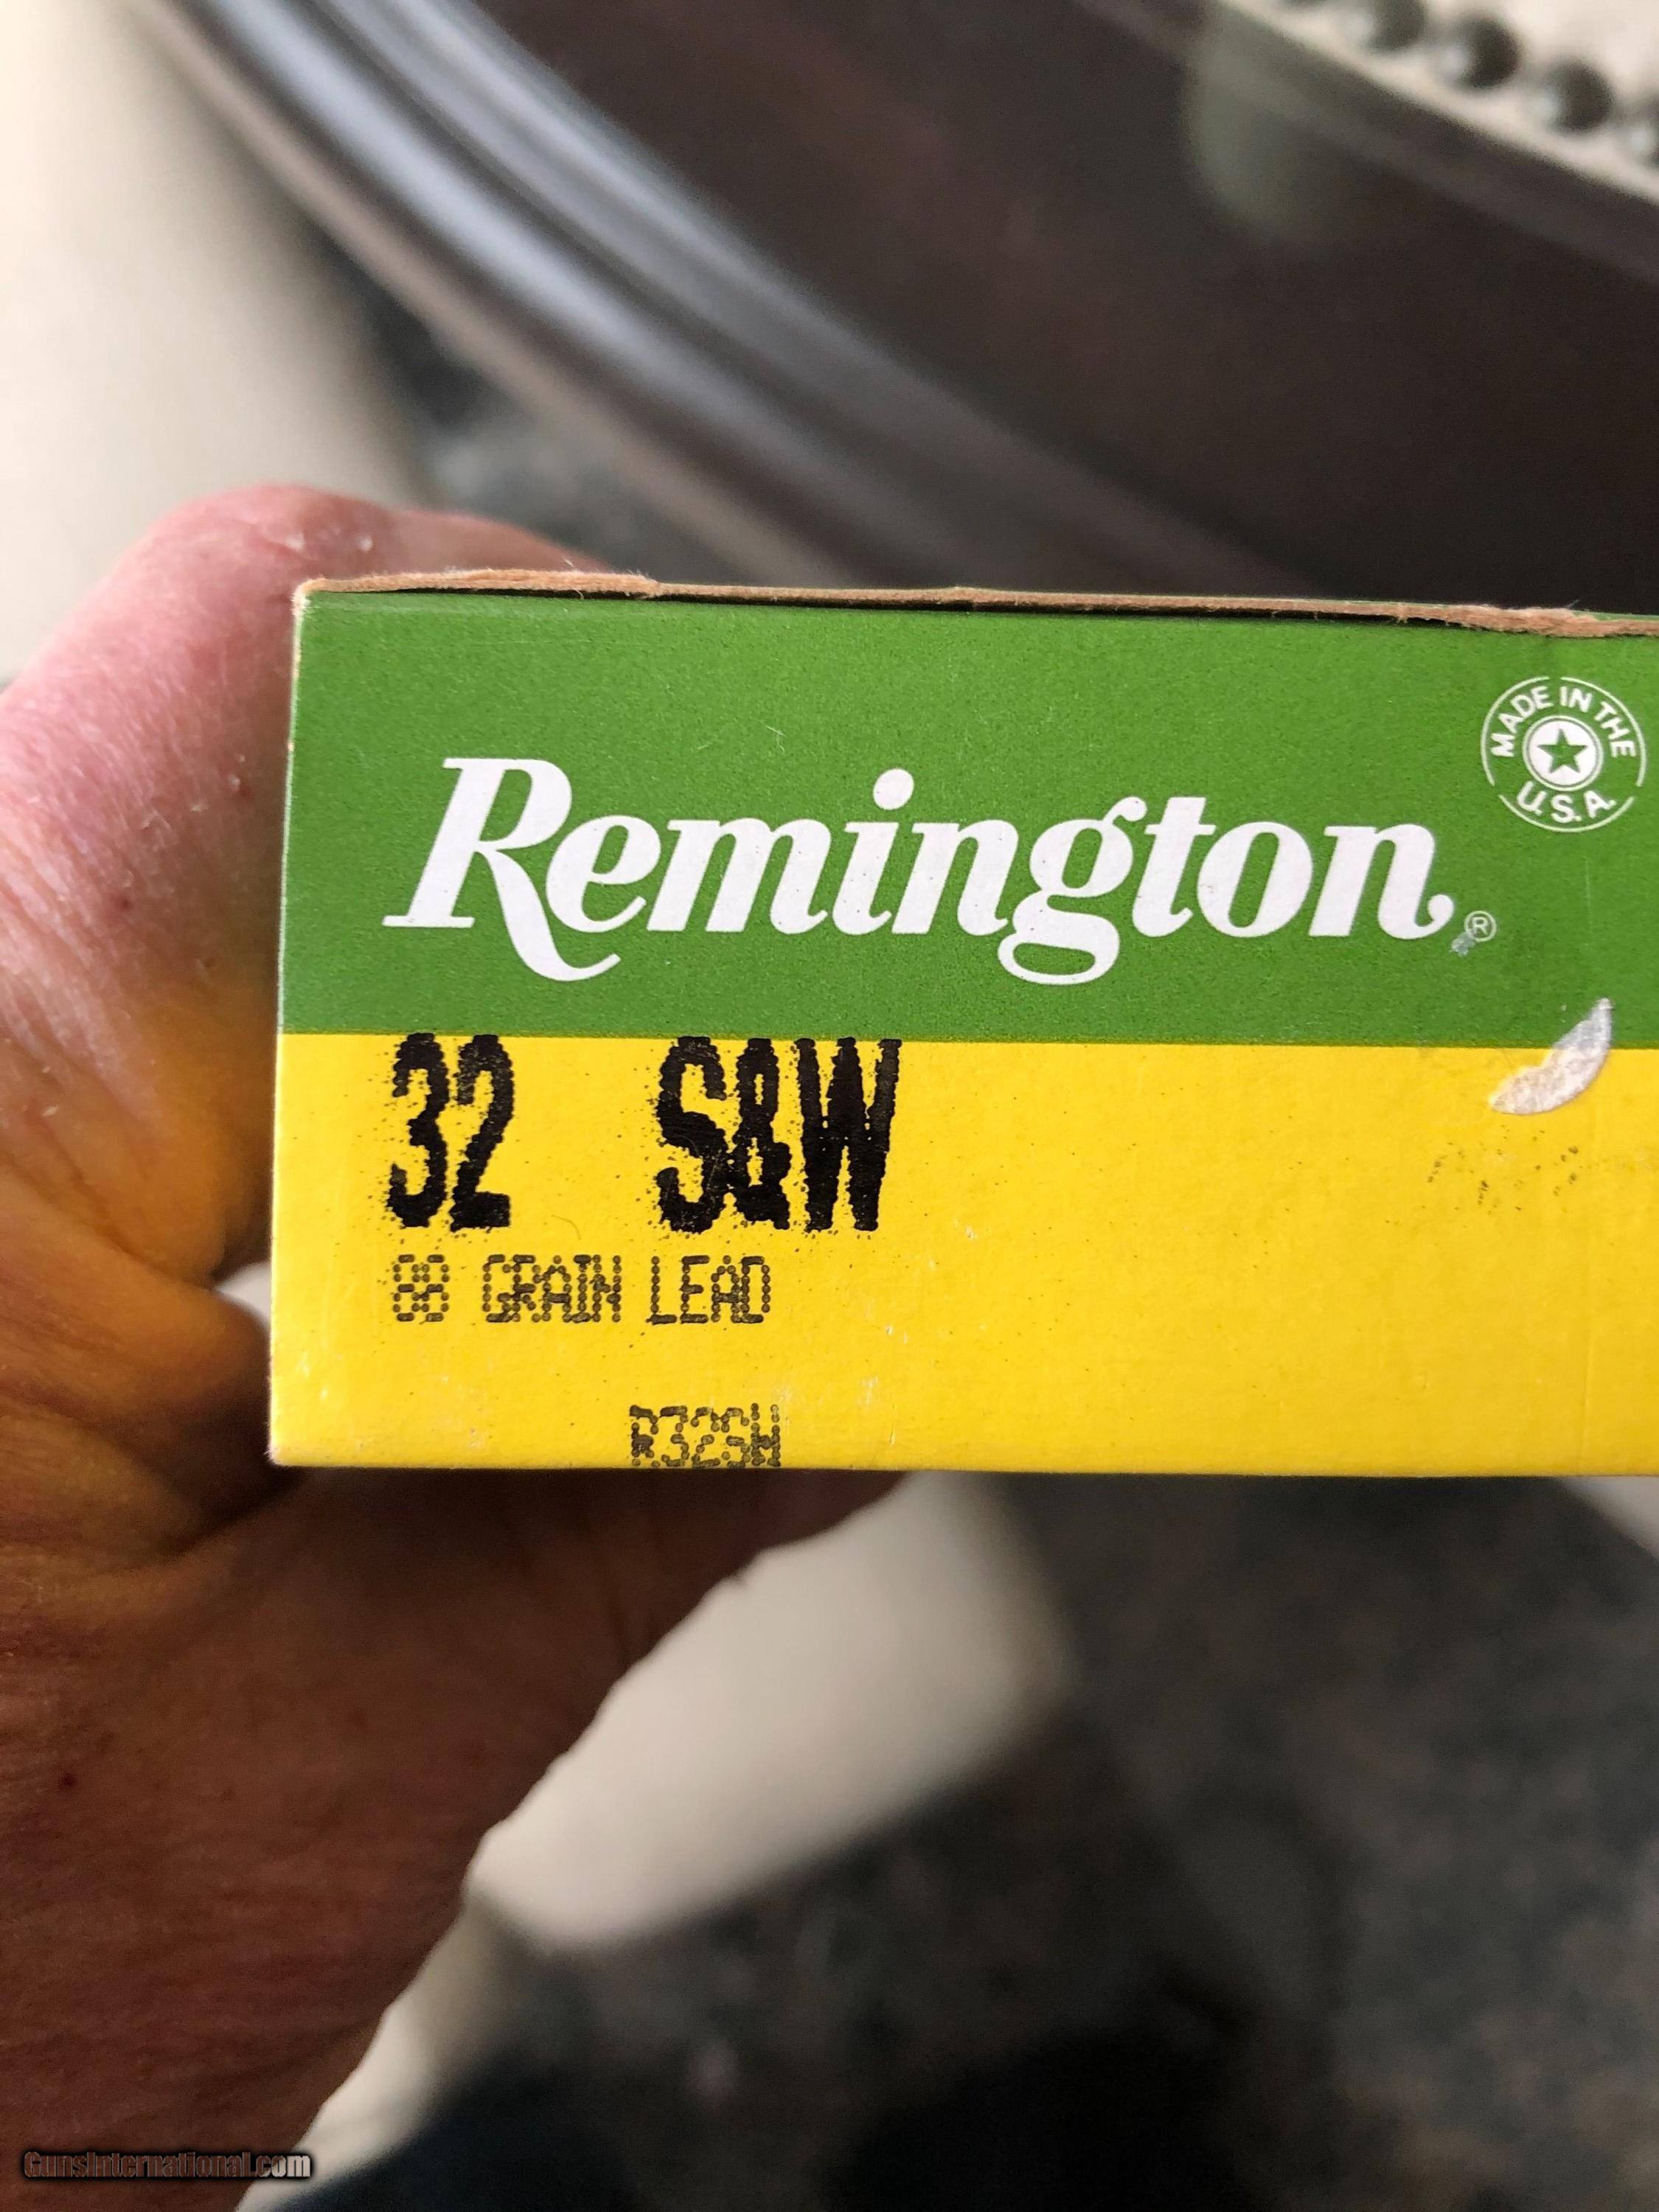 MADE IN THE
U.S.A.
Remington®
32 S&W
88 GRAIN LEAD
R32SW
GunsInternational.com